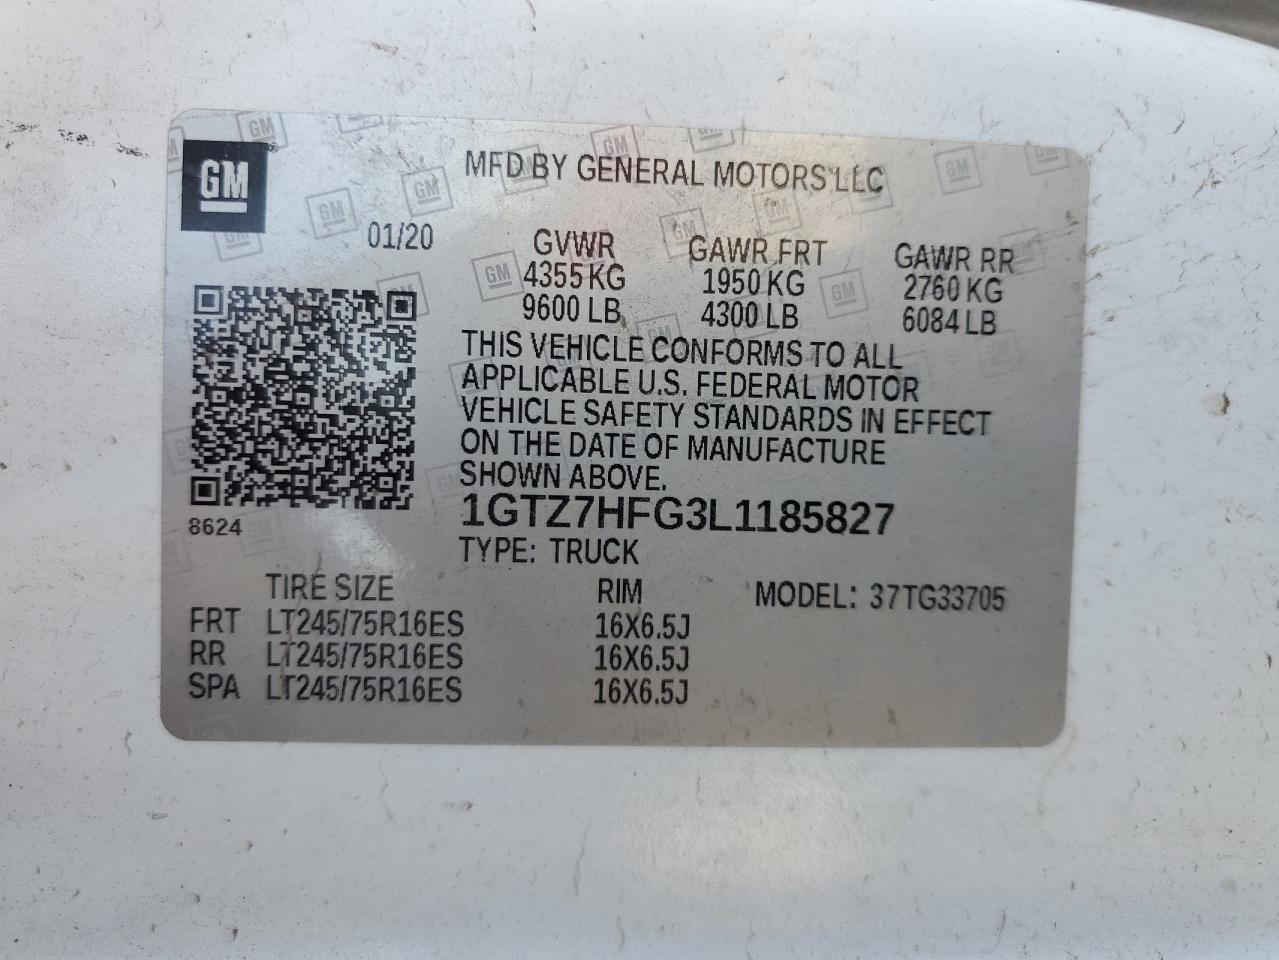 GM
MFD BY GENERAL MOTORS LLC
01/20
GVWR GAWR FRT GAWR RR
4355 KG 1950 KG 2760 KG
9600 LB 4300 LB 6084 LB
THIS VEHICLE CONFORMS TO ALL
APPLICABLE U.S. FEDERAL MOTOR
VEHICLE SAFETY STANDARDS IN EFFECT
ON THE DATE OF MANUFACTURE
SHOWN ABOVE.
1GTZ7HFG3L1185827
8624
TYPE: TRUCK
TIRE SIZE RIM MODEL: 37TG33705
FRT LT245/75R16ES 16X6.5J
RR LT245/75R16ES 16X6.5J
SPA LT245/75R16ES 16X6.5J